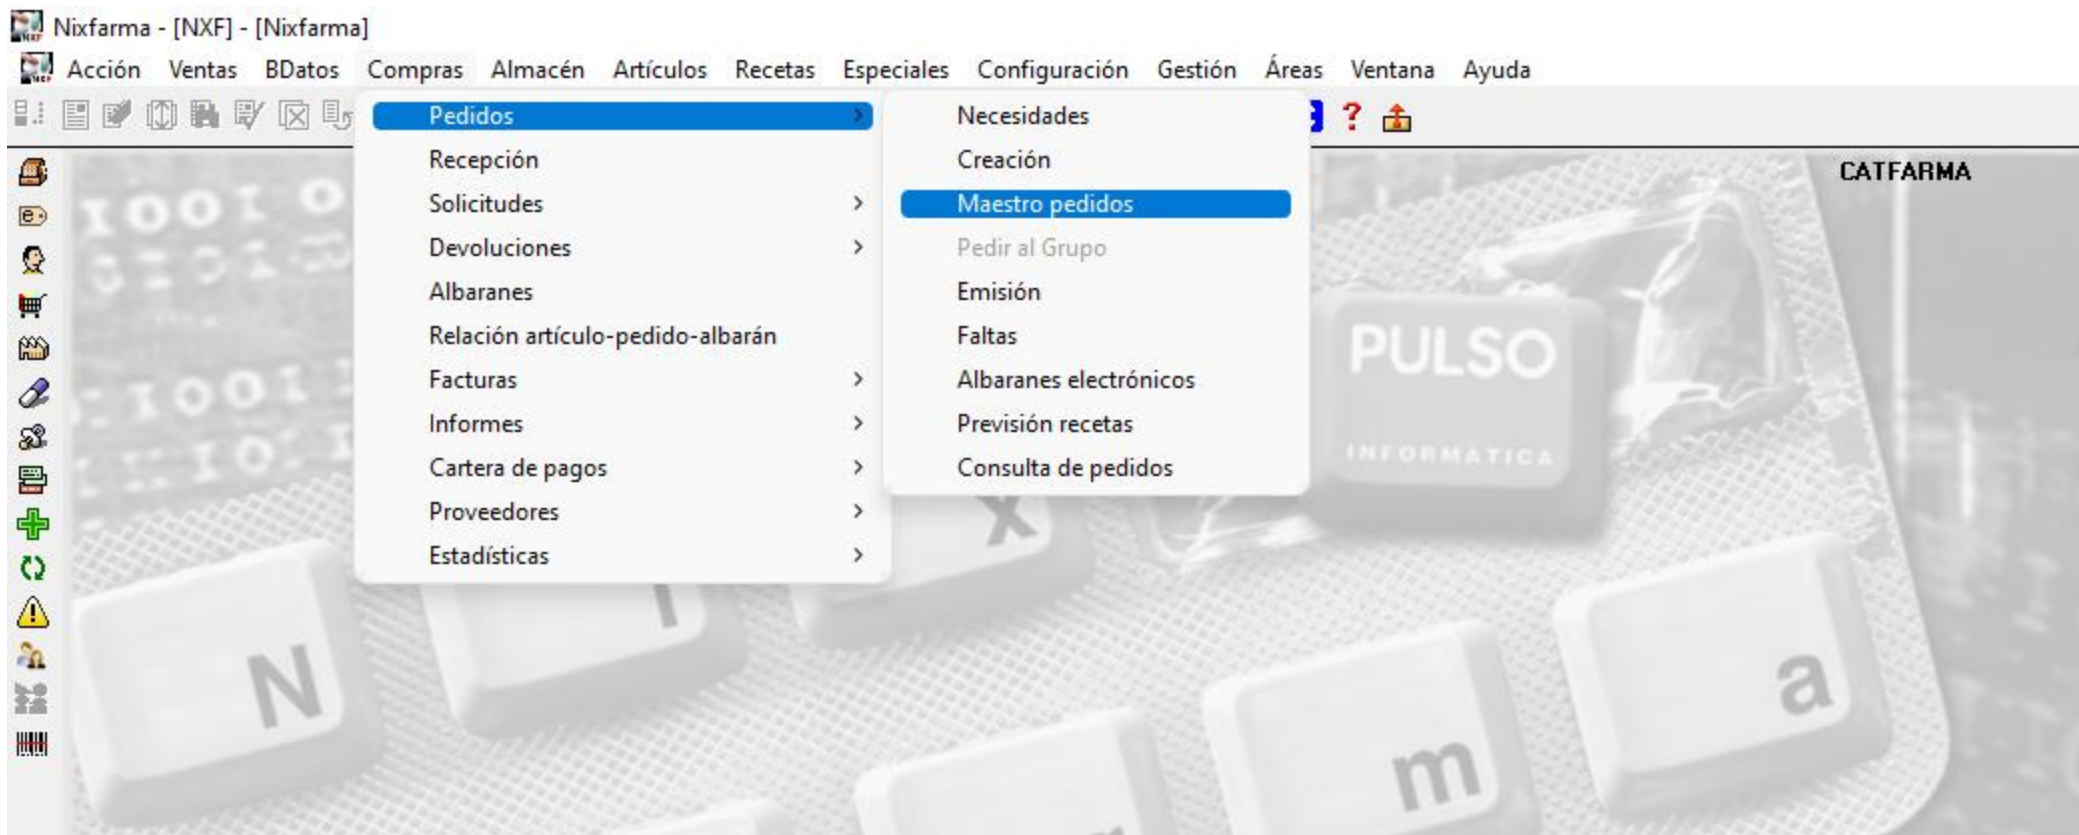 Nixfarma - [NXF] - [Nixfarma]
Acción Ventas BDatos Compras Almacén Artículos Recetas Especiales Configuración Gestión Áreas Ventana Ayuda
Pedidos
Recepción
Solicitudes
Devoluciones
Albaranes
Relación artículo-pedido-albarán
Facturas
Informes
Cartera de pagos
Proveedores
Estadísticas
Necesidades
Creación
Maestro pedidos
Pedir al Grupo
Emisión
Faltas
Albaranes electrónicos
Previsión recetas
Consulta de pedidos
CATFARMA
PULSO
INFORMATICA
N
i
x
m
a